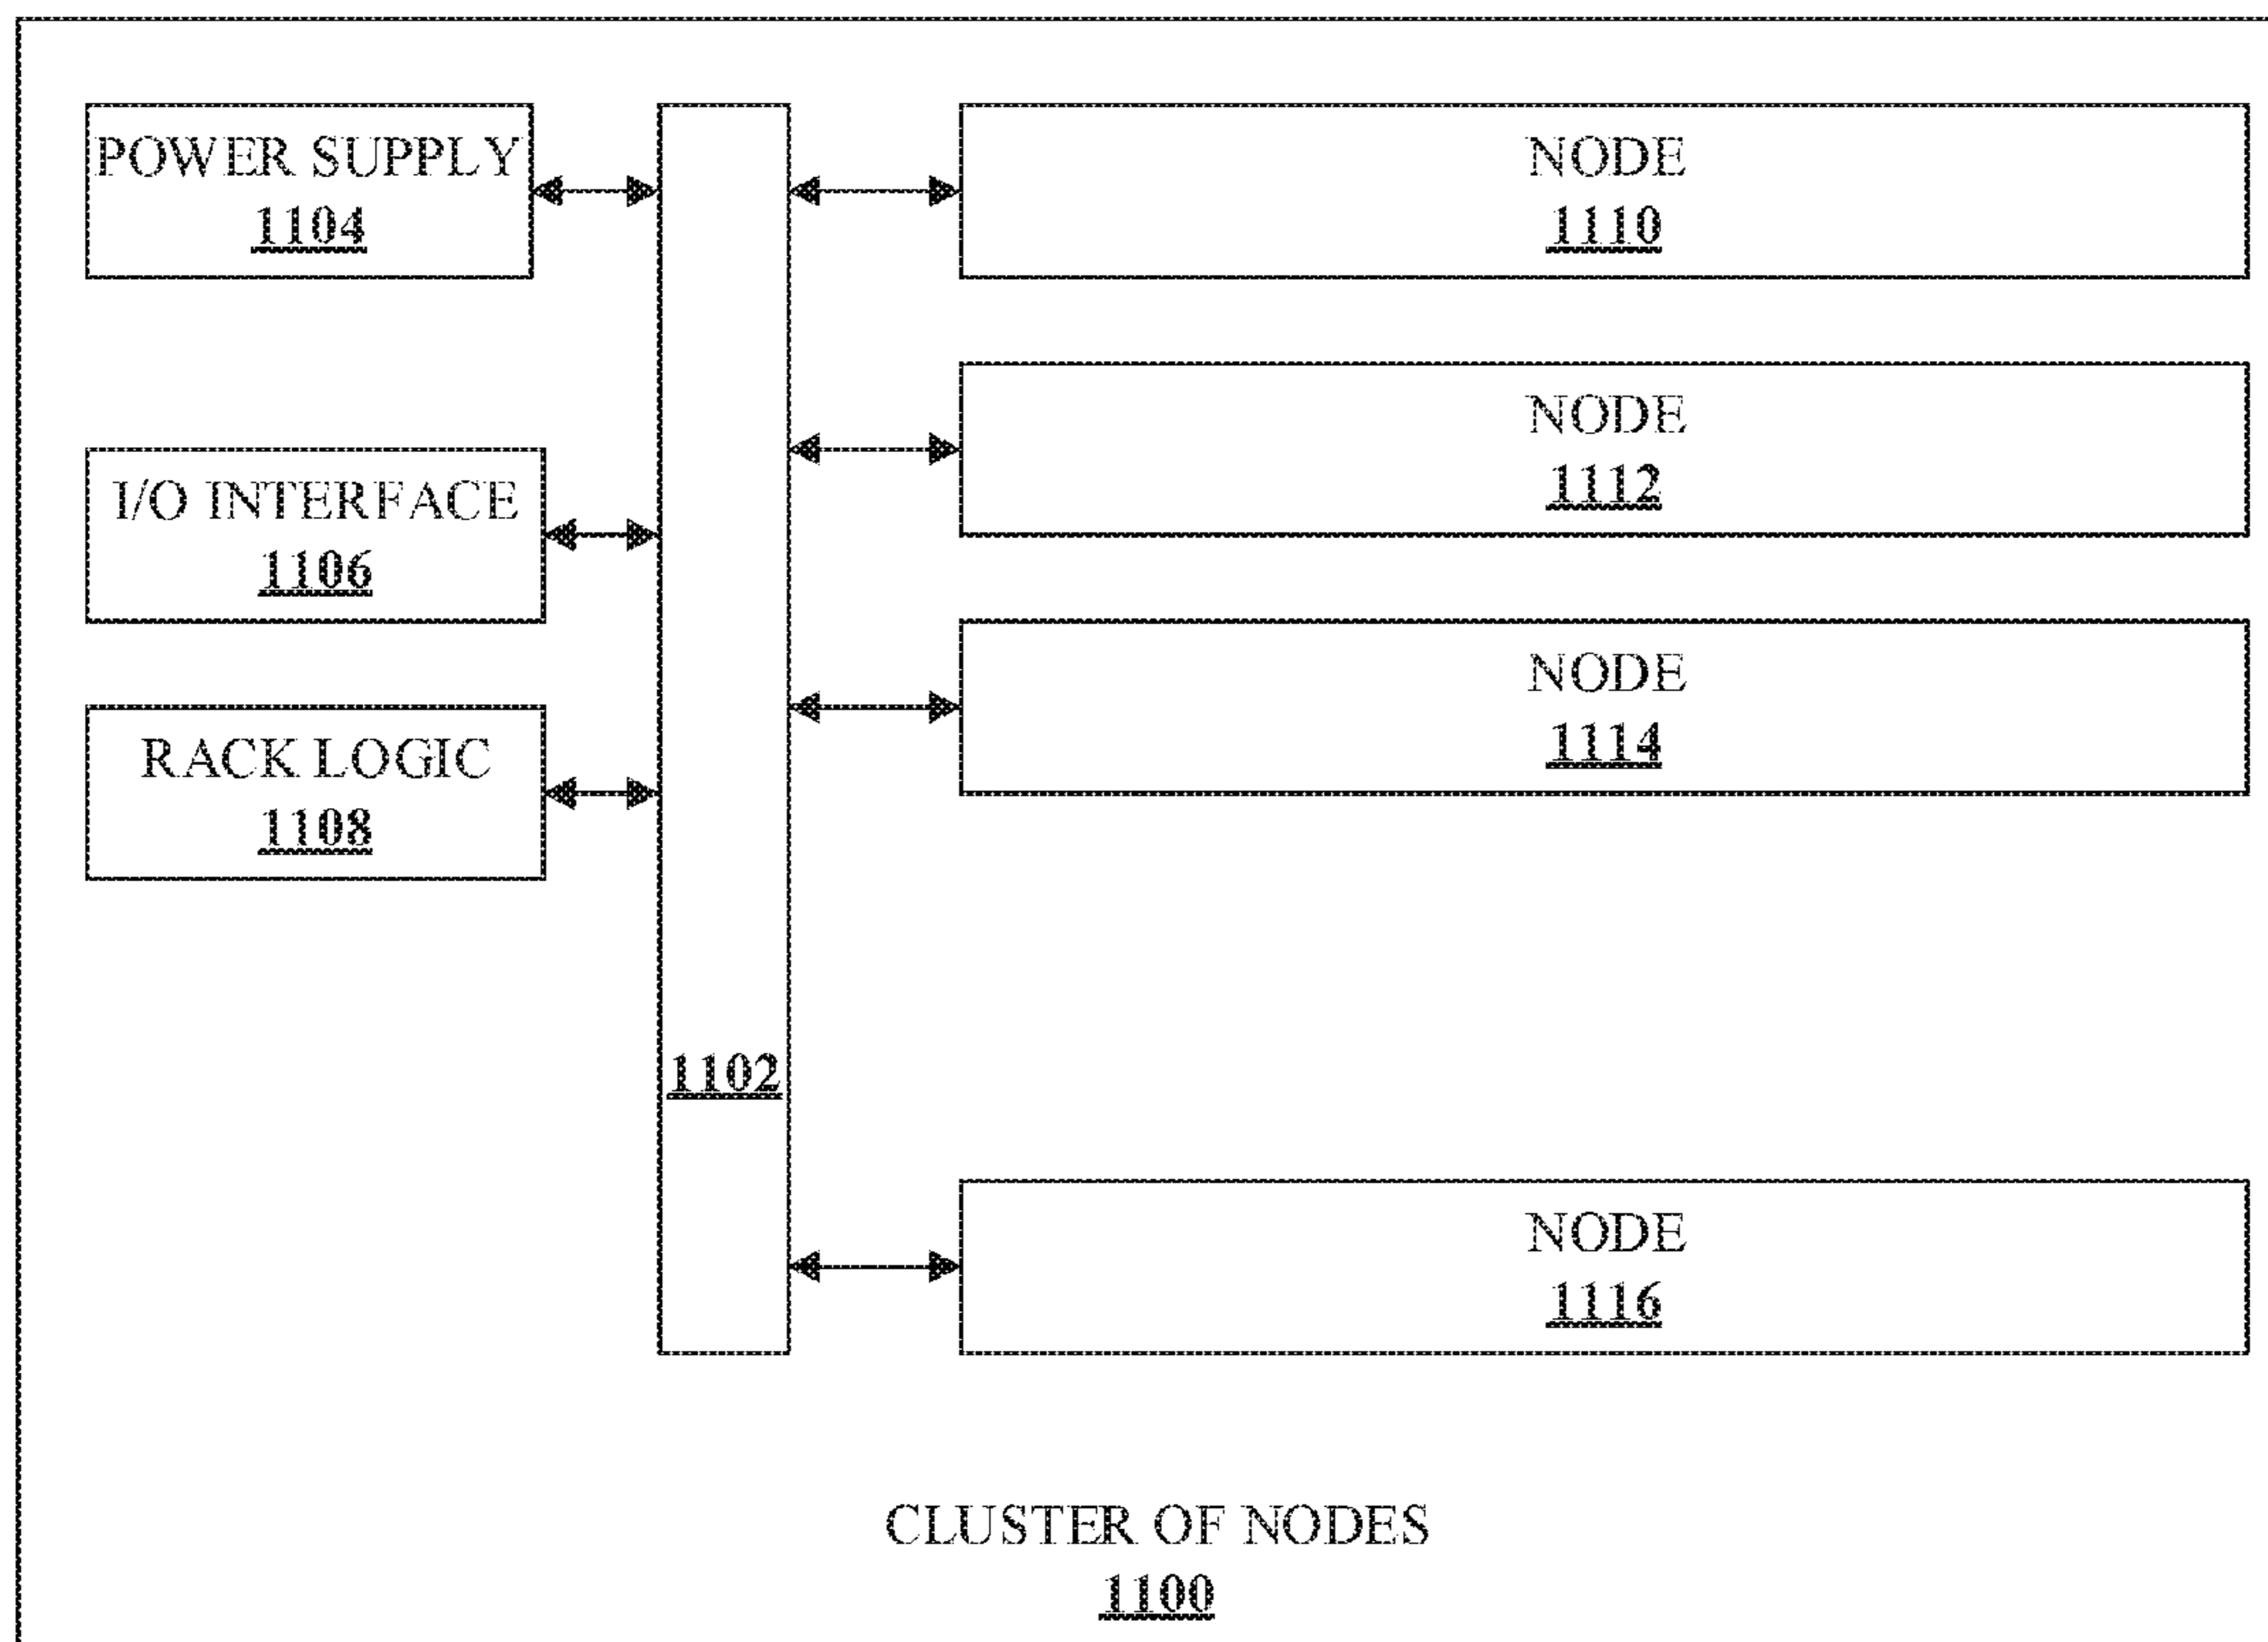 POWER SUPPLY
1104
I/O INTERFACE
1106
RACK LOGIC
1108
1102
NODE
1110
NODE
1112
NODE
1114
NODE
1116
CLUSTER OF NODES
1100